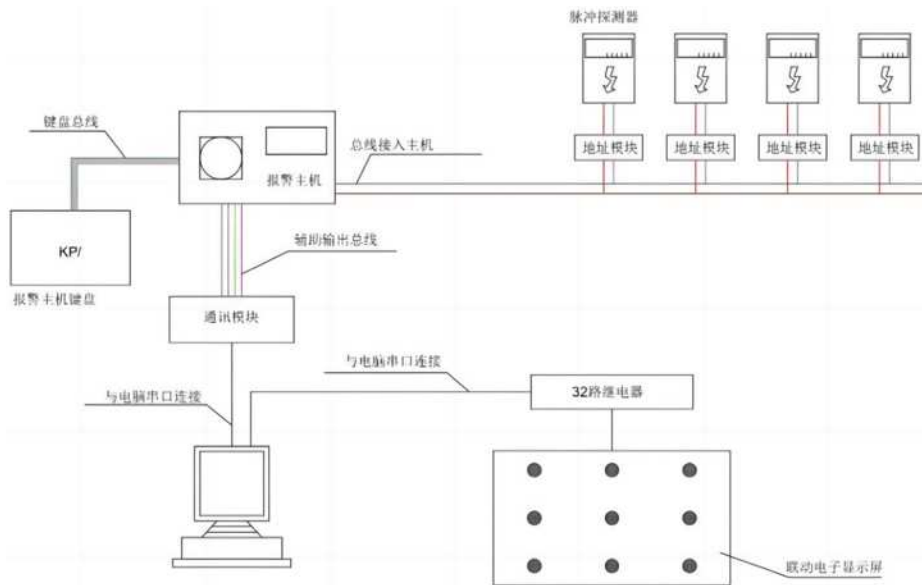 脉冲探测器
键盘总线
总线接入主机
地址模块
地址模块
地址模块
地址模块
报警主机
KP/
辅助输出总线
报警主机键盘
通讯模块
与电脑串口连接
与电脑串口连接
32路继电器
联动电子显示屏